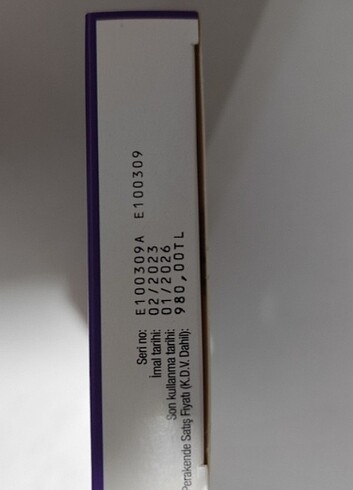 Seri no: E100309A E100309
İmal tarihi: 02/2023
Son kullanma tarihi: 01/2026
Perakende Satış Fiyatı (K.D.V. Dahil): 980,00TL